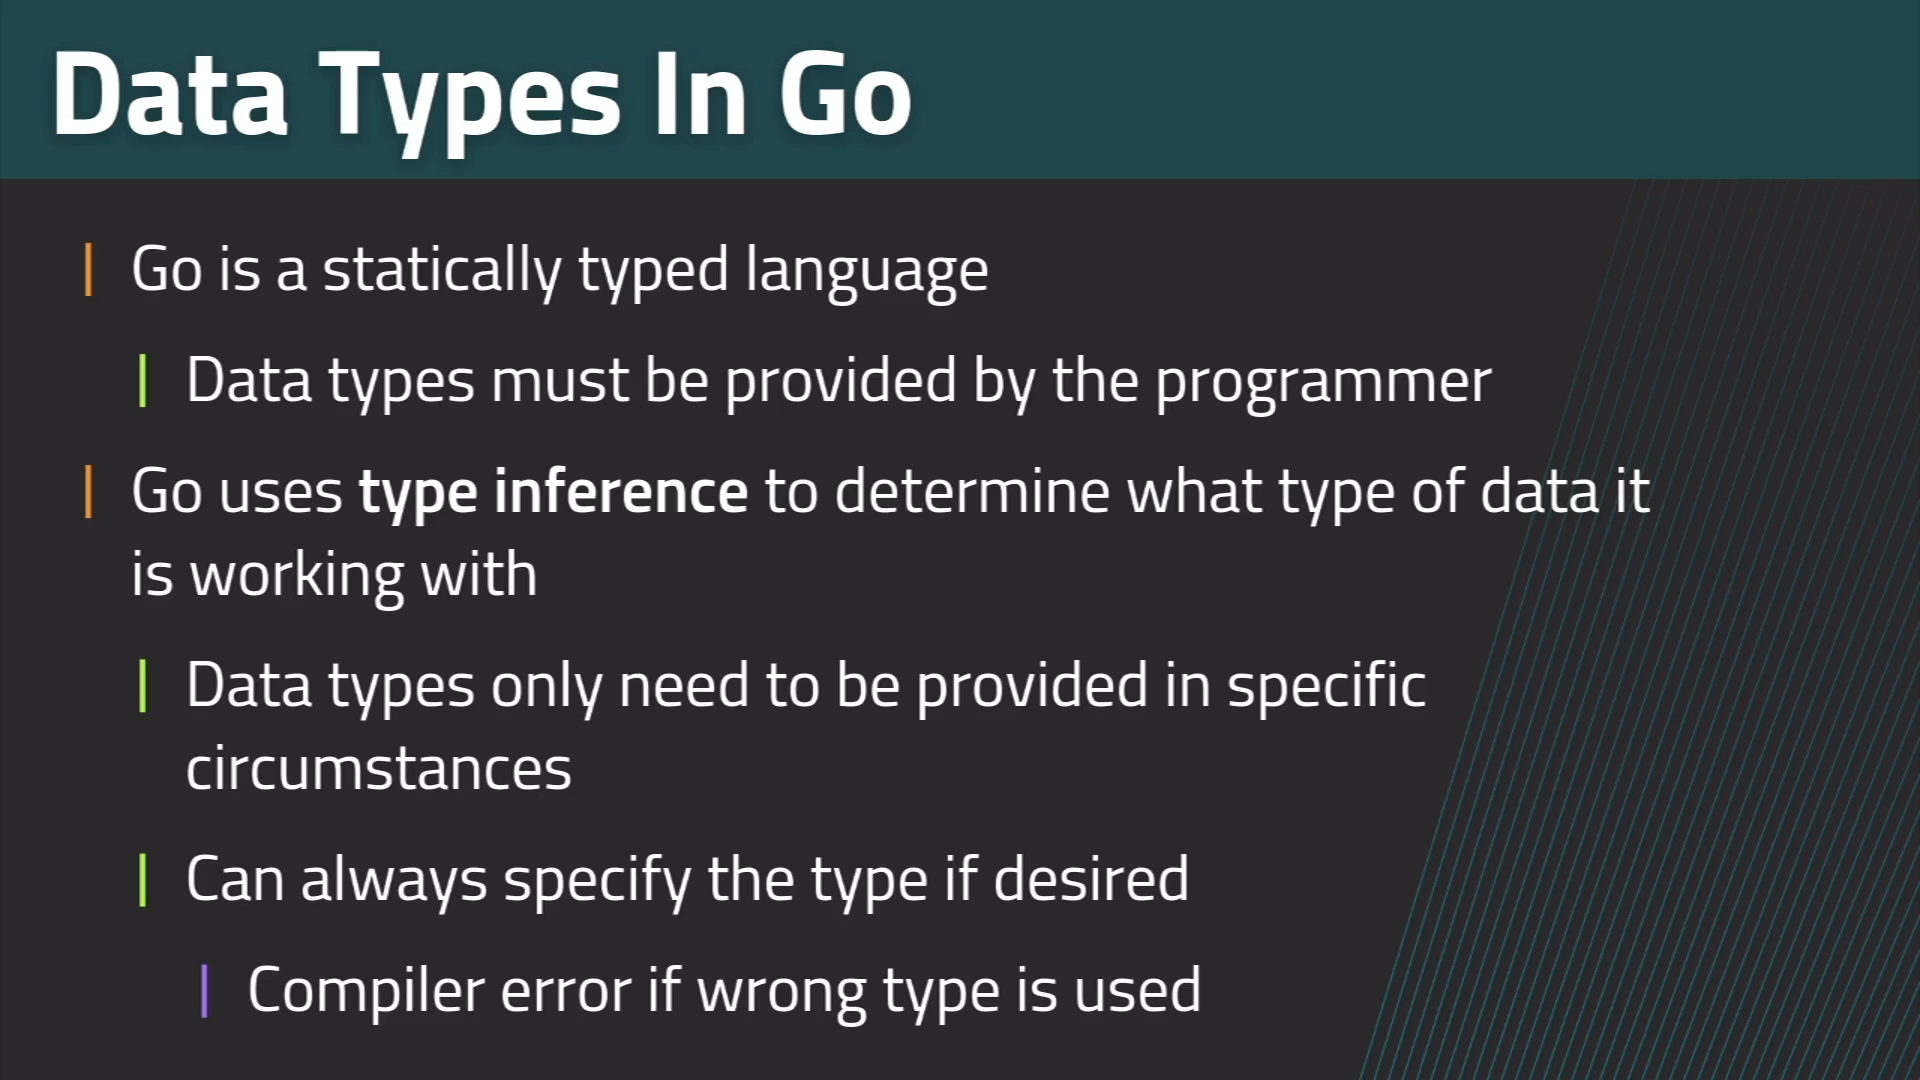 Data Types In Go
Go is a statically typed language
Data types must be provided by the programmer
Go uses type inference to determine what type of data it
is working with
Data types only need to be provided in specific
circumstances
Can always specify the type if desired
Compiler error if wrong type is used